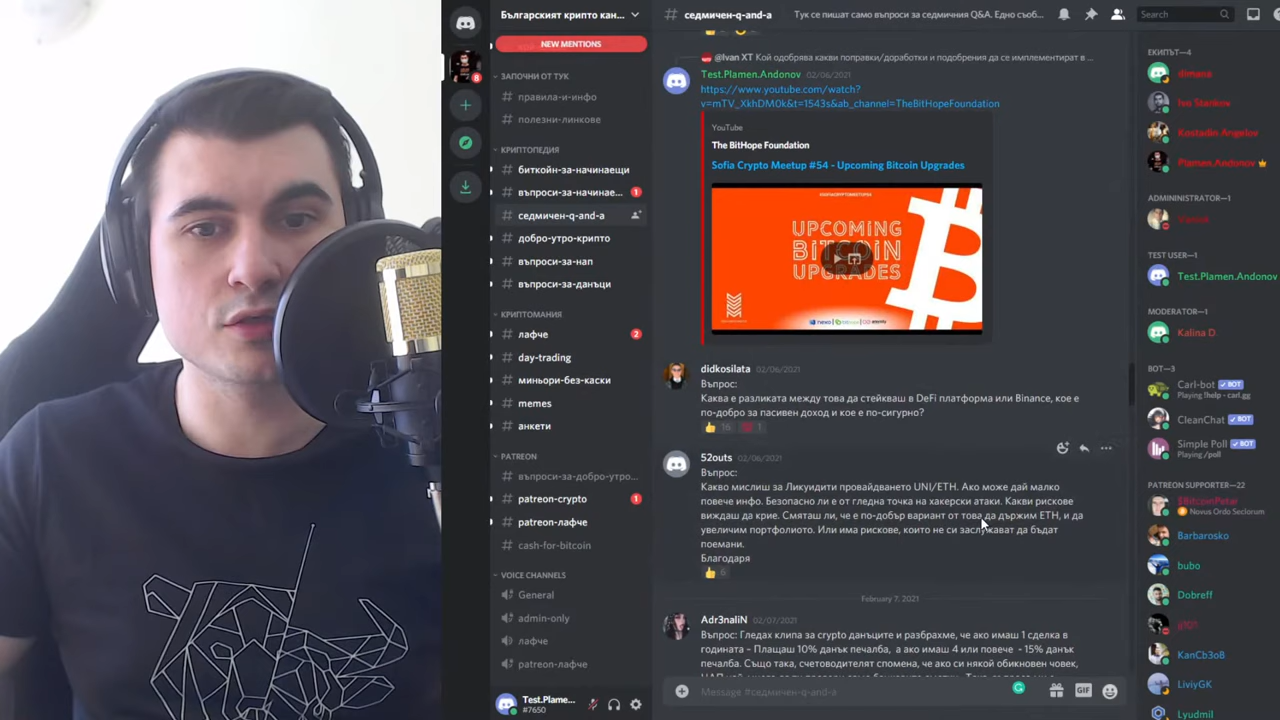 Българският крипто кан...
NEW MENTIONS
8
ЗАПОЧНИ ОТ ТУК
правила-и-инфо
полезни-линкове
КРИПТОПЕДИЯ
биткойн-за-начинаещи
въпроси-за-начинае...
1
седмичен-q-and-a
добро-утро-крипто
въпроси-за-нап
въпроси-за-данъци
КРИПТОМАНИЯ
лафче
2
day-trading
миньори-без-каски
memes
анкети
PATREON
въпроси-за-добро-утро...
patreon-crypto
1
patreon-лафче
cash-for-bitcoin
VOICE CHANNELS
General
admin-only
лафче
patreon-лафче
Test.Plame...
#7650
# седмичен-q-and-a
Тук се пишат само въпроси за седмичния Q&A. Едно съоб...
Search
@Ivan XT Кой одобрява какви поправки/доработки и подобрения да се имплементират в ...
Test.Plamen.Andonov 02/06/2021
https://www.youtube.com/watch?
v=mTV_XkhDM0k&t=1543s&ab_channel=TheBitHopeFoundation
YouTube
The BitHope Foundation
Sofia Crypto Meetup #54 - Upcoming Bitcoin Upgrades
UPCOMING
BITCOIN
UPGRADES
didkosilata 02/06/2021
Въпрос:
Каква е разликата между това да стейкваш в DeFi платформа или Binance, кое е
по-добро за пасивен доход и кое е по-сигурно?
16
1
52outs 02/06/2021
Въпрос:
Какво мислиш за Ликуидити провайдването UNI/ETH. Ако може дай малко
повече инфо. Безопасно ли е от гледна точка на хакерски атаки. Какви рискове
виждаш да крие. Смяташ ли, че е по-добър вариант от това да държим ETH, и да
увеличим портфолиото. Или има рискове, които не си заслужават да бъдат
поемани.
Благодаря
6
February 7, 2021
Adr3naliN 02/07/2021
Въпрос: Гледах клипа за crypto данъците и разбрахме, че ако имаш 1 сделка в
годината - Плащаш 10% данък печалба, а ако имаш 4 или повече - 15% данък
печалба. Също така, счетоводителят спомена, че ако си някой обикновен човек,
Message #седмичен-q-and-a
GIF
ЕКИПЪТ—4
dimana
Ivo Stankov
Kostadin Angelov
Plamen.Andonov
ADMININISTRATOR—1
TEST USER—1
Test.Plamen.Andonov
MODERATOR—1
Kalina D.
BOT—3
Carl-bot BOT
Playing !help - carl.gg
CleanChat BOT
Simple Poll BOT
Playing /poll
PATREON SUPPORTER—22
$BitcoinPetar
Novus Ordo Seclorum
Barbarosko
bubo
Dobreff
KanCb3oB
LiviyGK
Lyudmil